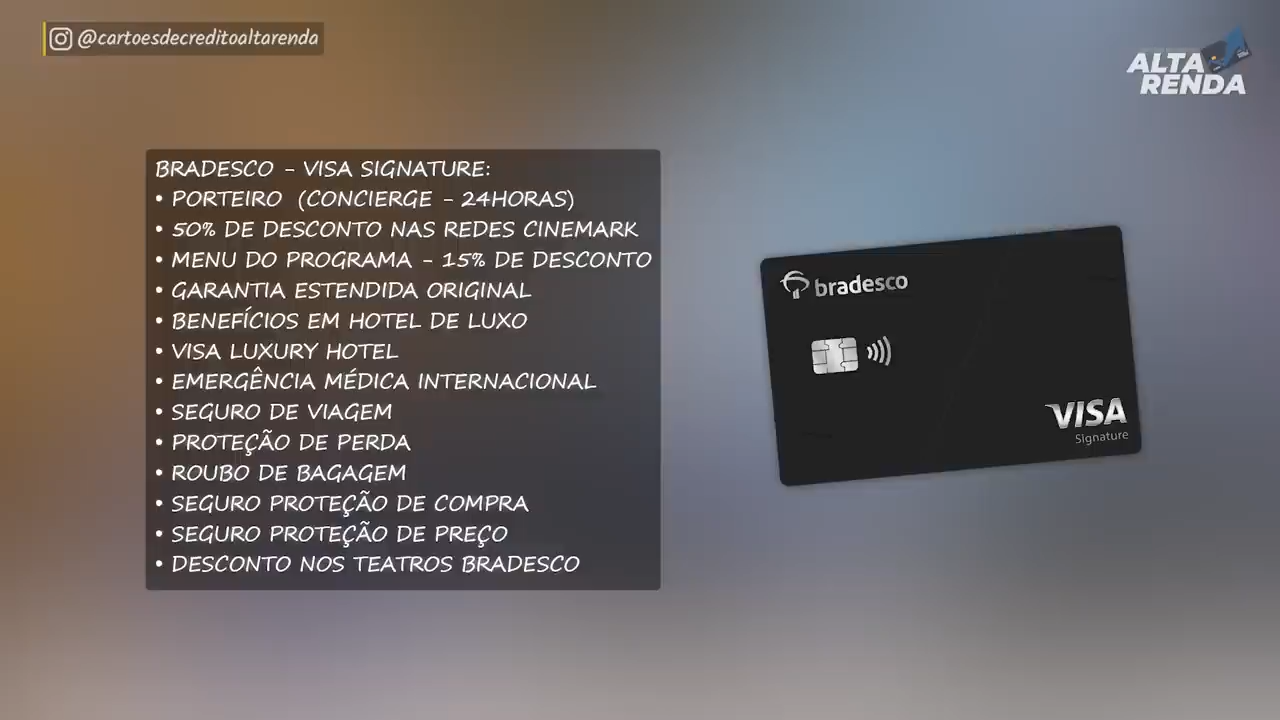 @cartoesdecreditoaltarenda
ALTA
RENDA
BRADESCO - VISA SIGNATURE:
• PORTEIRO (CONCIERGE - 24HORAS)
• 50% DE DESCONTO NAS REDES CINEMARK
• MENU DO PROGRAMA - 15% DE DESCONTO
• GARANTIA ESTENDIDA ORIGINAL
• BENEFÍCIOS EM HOTEL DE LUXO
• VISA LUXURY HOTEL
• EMERGÊNCIA MÉDICA INTERNACIONAL
• SEGURO DE VIAGEM
• PROTEÇÃO DE PERDA
• ROUBO DE BAGAGEM
• SEGURO PROTEÇÃO DE COMPRA
• SEGURO PROTEÇÃO DE PREÇO
• DESCONTO NOS TEATROS BRADESCO
bradesco
VISA
Signature